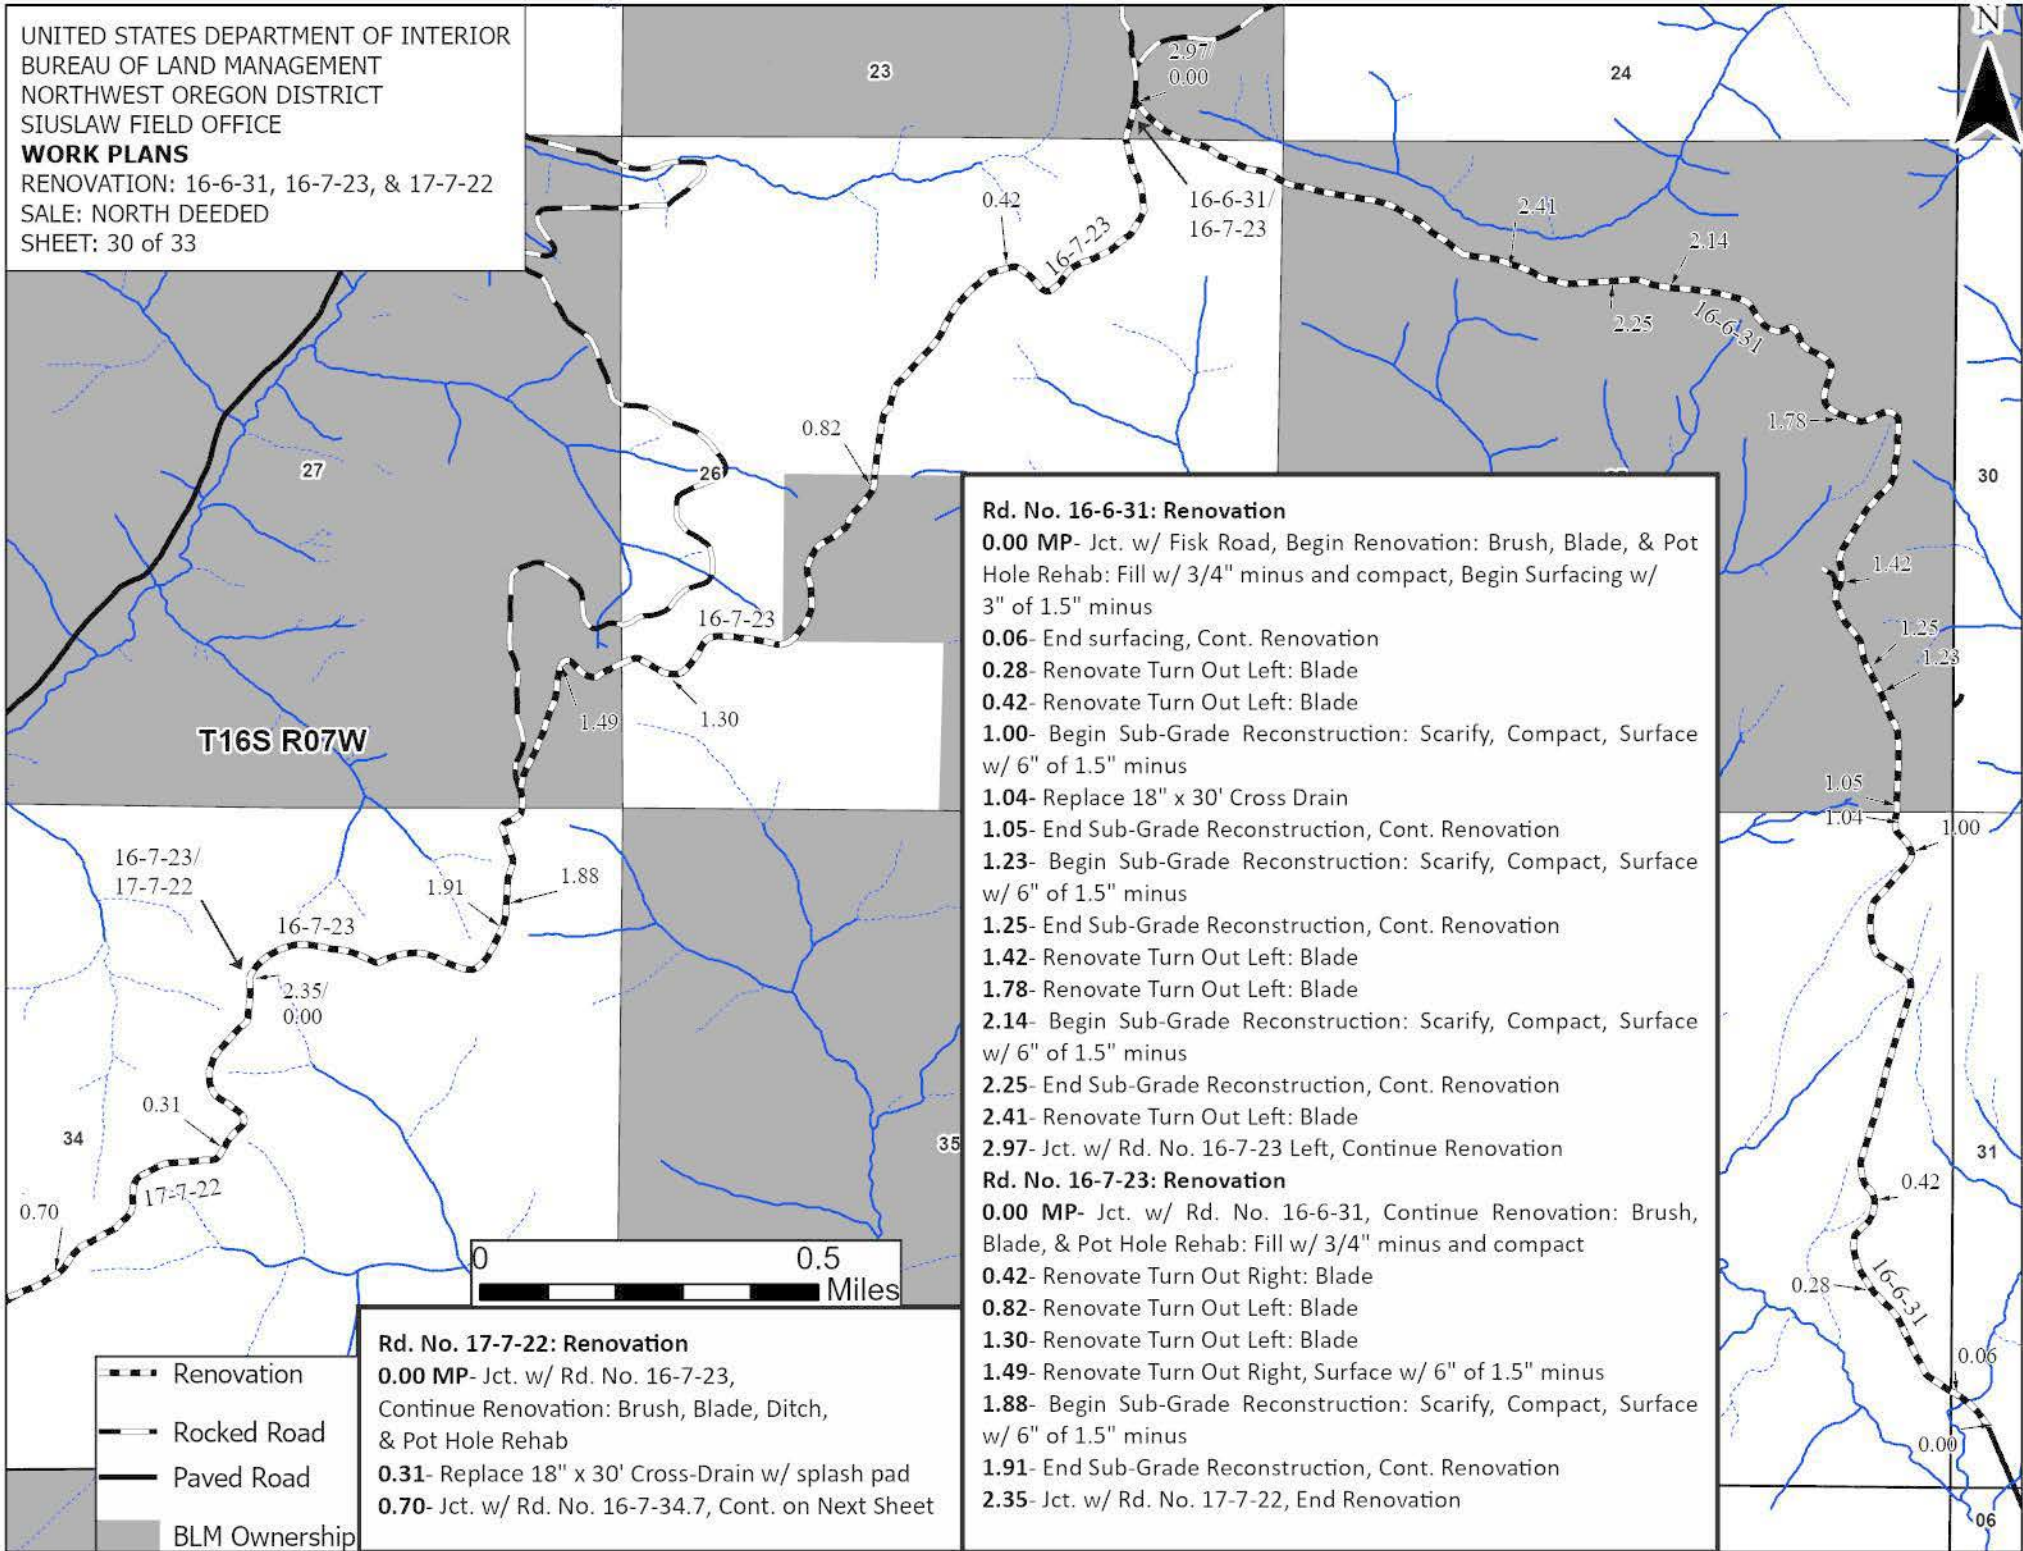 UNITED STATES DEPARTMENT OF INTERIOR
BUREAU OF LAND MANAGEMENT
NORTHWEST OREGON DISTRICT
SIUSLAW FIELD OFFICE
WORK PLANS
RENOVATION: 16-6-31, 16-7-23, & 17-7-22
SALE: NORTH DEEDED
SHEET: 30 of 33
N
23
24
2.97/
0.00
16-6-31/
16-7-23
0.42
16-7-23
2.41
2.14
2.25
16-6-31
1.78
0.82
27
26
30
1.42
1.25
1.23
16-7-23
1.49
1.30
T16S R07W
1.05
1.04
1.00
16-7-23/
17-7-22
1.91
1.88
16-7-23
2.35/
0.00
0.31
34
35
31
17-7-22
0.70
0.42
0.28
16-6-31
0.06
0.00
06
0 0.5
Miles
Rd. No. 16-6-31: Renovation
0.00 MP- Jct. w/ Fisk Road, Begin Renovation: Brush, Blade, & Pot
Hole Rehab: Fill w/ 3/4" minus and compact, Begin Surfacing w/
3" of 1.5" minus
0.06- End surfacing, Cont. Renovation
0.28- Renovate Turn Out Left: Blade
0.42- Renovate Turn Out Left: Blade
1.00- Begin Sub-Grade Reconstruction: Scarify, Compact, Surface
w/ 6" of 1.5" minus
1.04- Replace 18" x 30' Cross Drain
1.05- End Sub-Grade Reconstruction, Cont. Renovation
1.23- Begin Sub-Grade Reconstruction: Scarify, Compact, Surface
w/ 6" of 1.5" minus
1.25- End Sub-Grade Reconstruction, Cont. Renovation
1.42- Renovate Turn Out Left: Blade
1.78- Renovate Turn Out Left: Blade
2.14- Begin Sub-Grade Reconstruction: Scarify, Compact, Surface
w/ 6" of 1.5" minus
2.25- End Sub-Grade Reconstruction, Cont. Renovation
2.41- Renovate Turn Out Left: Blade
2.97- Jct. w/ Rd. No. 16-7-23 Left, Continue Renovation
Rd. No. 16-7-23: Renovation
0.00 MP- Jct. w/ Rd. No. 16-6-31, Continue Renovation: Brush,
Blade, & Pot Hole Rehab: Fill w/ 3/4" minus and compact
0.42- Renovate Turn Out Right: Blade
0.82- Renovate Turn Out Left: Blade
1.30- Renovate Turn Out Left: Blade
1.49- Renovate Turn Out Right, Surface w/ 6" of 1.5" minus
1.88- Begin Sub-Grade Reconstruction: Scarify, Compact, Surface
w/ 6" of 1.5" minus
1.91- End Sub-Grade Reconstruction, Cont. Renovation
2.35- Jct. w/ Rd. No. 17-7-22, End Renovation
Rd. No. 17-7-22: Renovation
0.00 MP- Jct. w/ Rd. No. 16-7-23,
Continue Renovation: Brush, Blade, Ditch,
& Pot Hole Rehab
0.31- Replace 18" x 30' Cross-Drain w/ splash pad
0.70- Jct. w/ Rd. No. 16-7-34.7, Cont. on Next Sheet
Renovation
Rocked Road
Paved Road
BLM Ownership